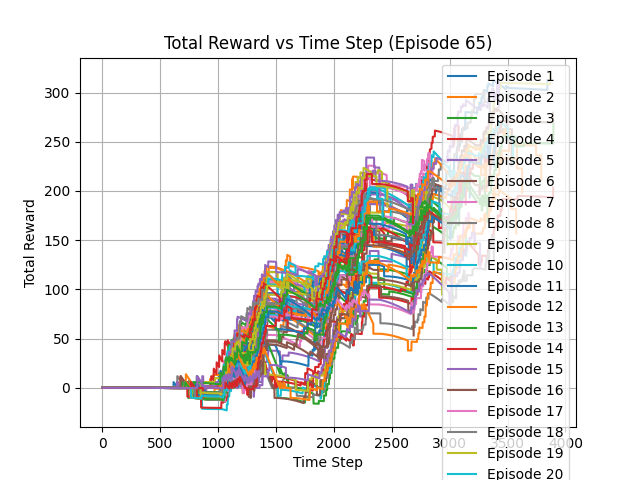 Total Reward vs Time Step (Episode 65)
Total Reward
300
250
200
150
100
50
0
0
500
1000
1500
2000
2500
3000
3500
4000
Time Step
Episode 1
Episode 2
Episode 3
Episode 4
Episode 5
Episode 6
Episode 7
Episode 8
Episode 9
Episode 10
Episode 11
Episode 12
Episode 13
Episode 14
Episode 15
Episode 16
Episode 17
Episode 18
Episode 19
Episode 20